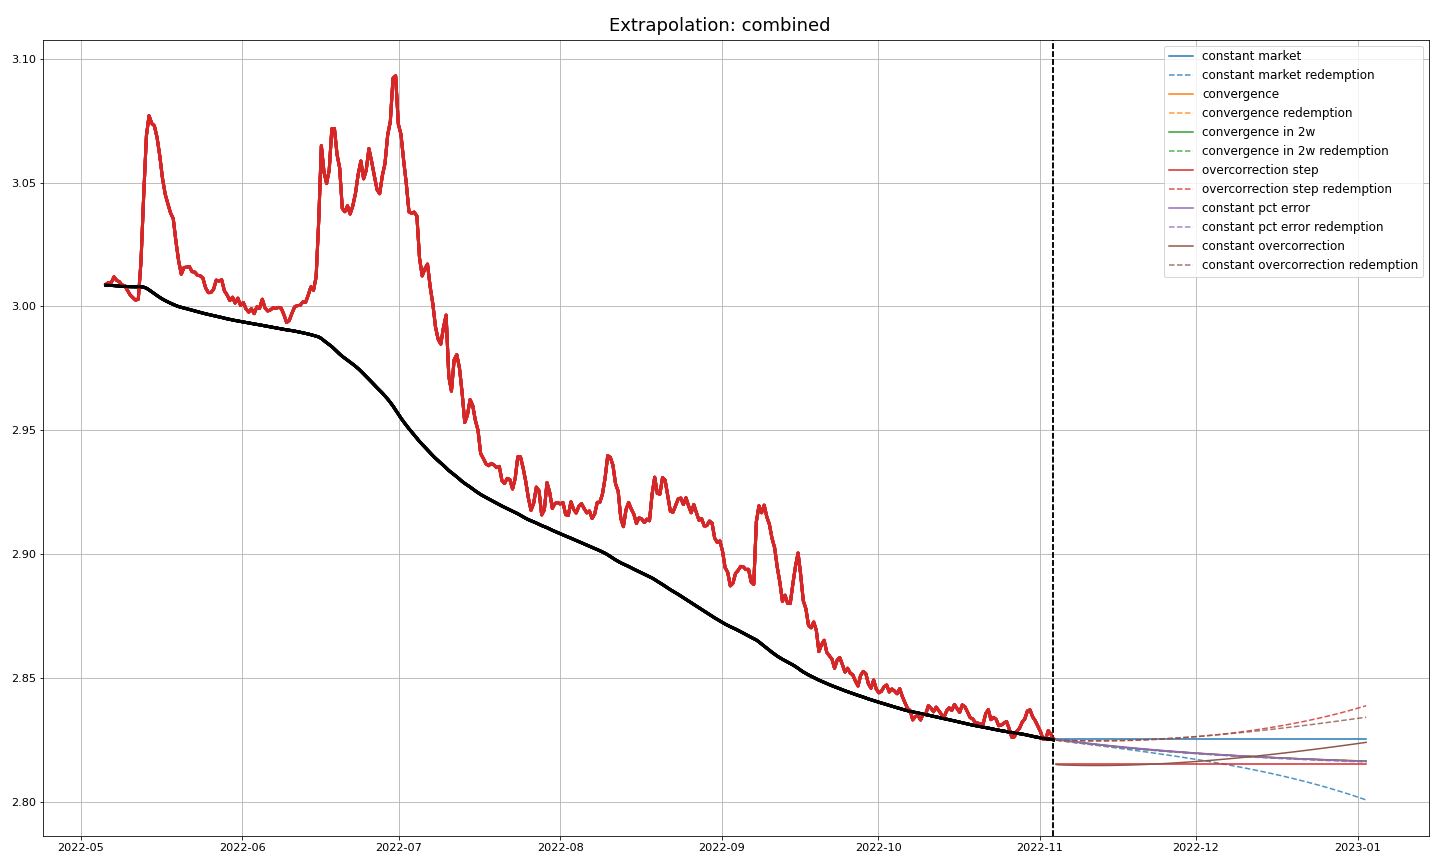 Extrapolation: combined
3.10
3.05
3.00
2.95
2.90
2.85
2.80
constant market
constant market redemption
convergence
convergence redemption
convergence in 2w
convergence in 2w redemption
overcorrection step
overcorrection step redemption
constant pct error
constant pct error redemption
constant overcorrection
constant overcorrection redemption
2022-05 2022-06 2022-07 2022-08 2022-09 2022-10 2022-11 2022-12 2023-01